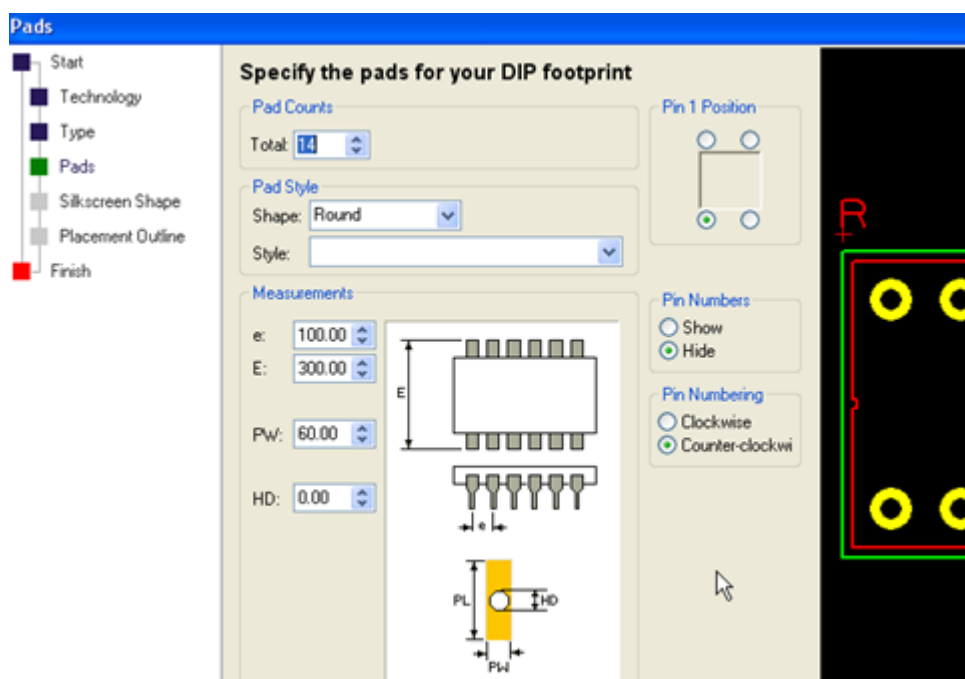 Pads
Start
Technology
Type
Pads
Silkscreen Shape
Placement Outline
Finish
Specify the pads for your DIP footprint
Pad Counts
Total: 14
Pad Style
Shape: Round
Style:
Measurements
e: 100.00
E: 300.00
PW: 60.00
HD: 0.00
E
e
PL
HD
PW
Pin 1 Position
Pin Numbers
Show
Hide
Pin Numbering
Clockwise
Counter-clockwi
R